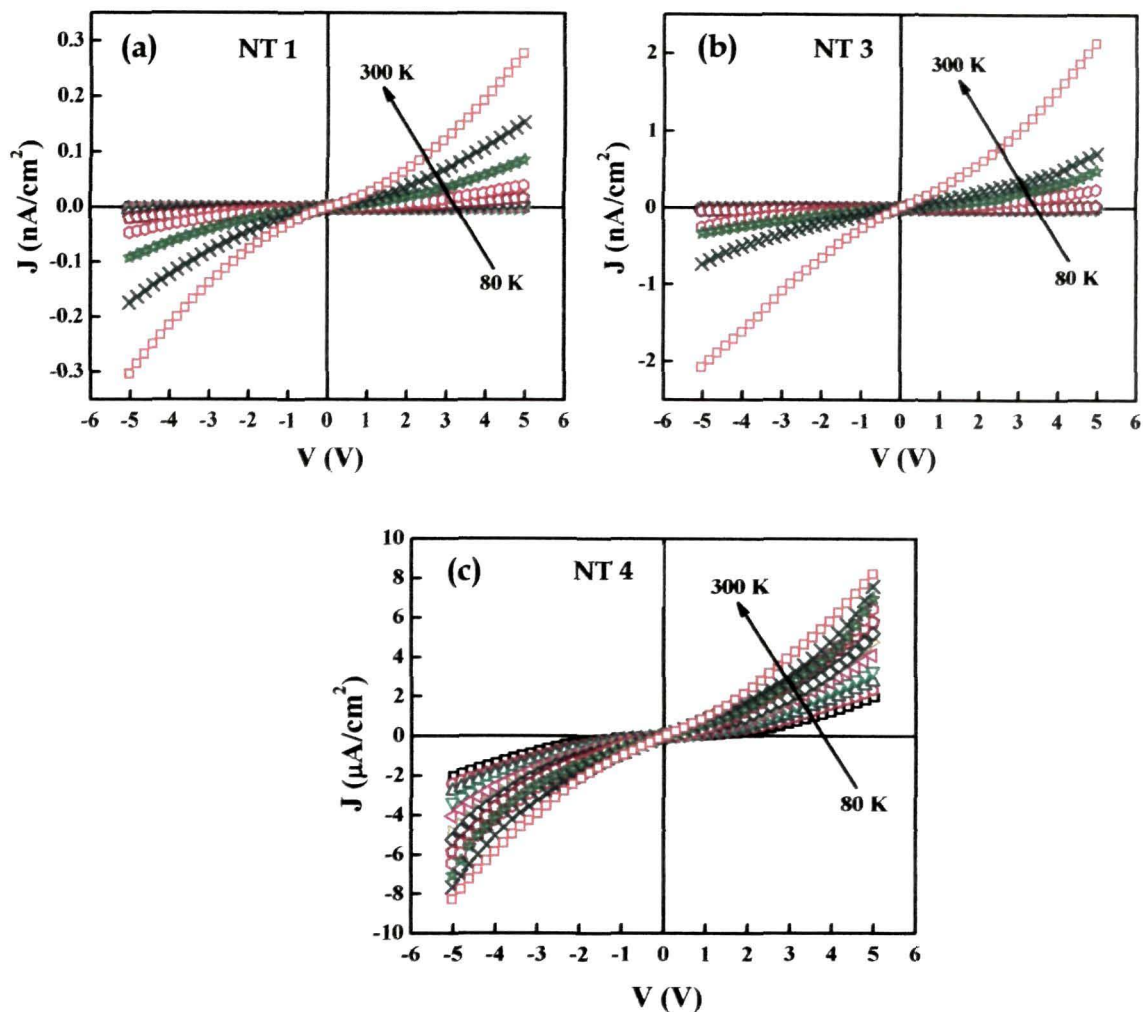 (a) NT 1
300 K
80 K
0.3
0.2
0.1
0.0
-0.1
-0.2
-0.3
J (nA/cm²)
-6 -5 -4 -3 -2 -1 0 1 2 3 4 5 6
V (V)
(b) NT 3
300 K
80 K
2
1
0
-1
-2
J (nA/cm²)
-6 -5 -4 -3 -2 -1 0 1 2 3 4 5 6
V (V)
(c) NT 4
300 K
80 K
10
8
6
4
2
0
-2
-4
-6
-8
-10
J (μA/cm²)
-6 -5 -4 -3 -2 -1 0 1 2 3 4 5 6
V (V)